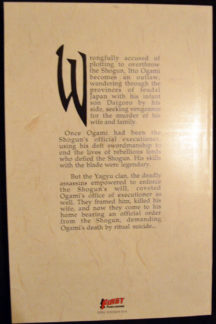 Wrongfully accused of
plotting to overthrow
the Shogun, Itto Ogami
becomes an outlaw,
wandering through the
provinces of feudal
Japan with his infant
son Daigoro by his
side, seeking vengeance
for the murder of his
wife and family.
Once Ogami had been the
Shogun's official executioner,
using his deft swordsmanship to
end the lives of rebellious lords
who defied the Shogun. His skills
with the blade were legendary.
But the Yagyu clan, the deadly
assassins empowered to enforce
the Shogun's will, coveted
Ogami's office of executioner as
well. They framed him, killed his
wife, and now they come to his
home bearing an official order
from the Shogun, demanding
Ogami's death by ritual suicide..
FIRST